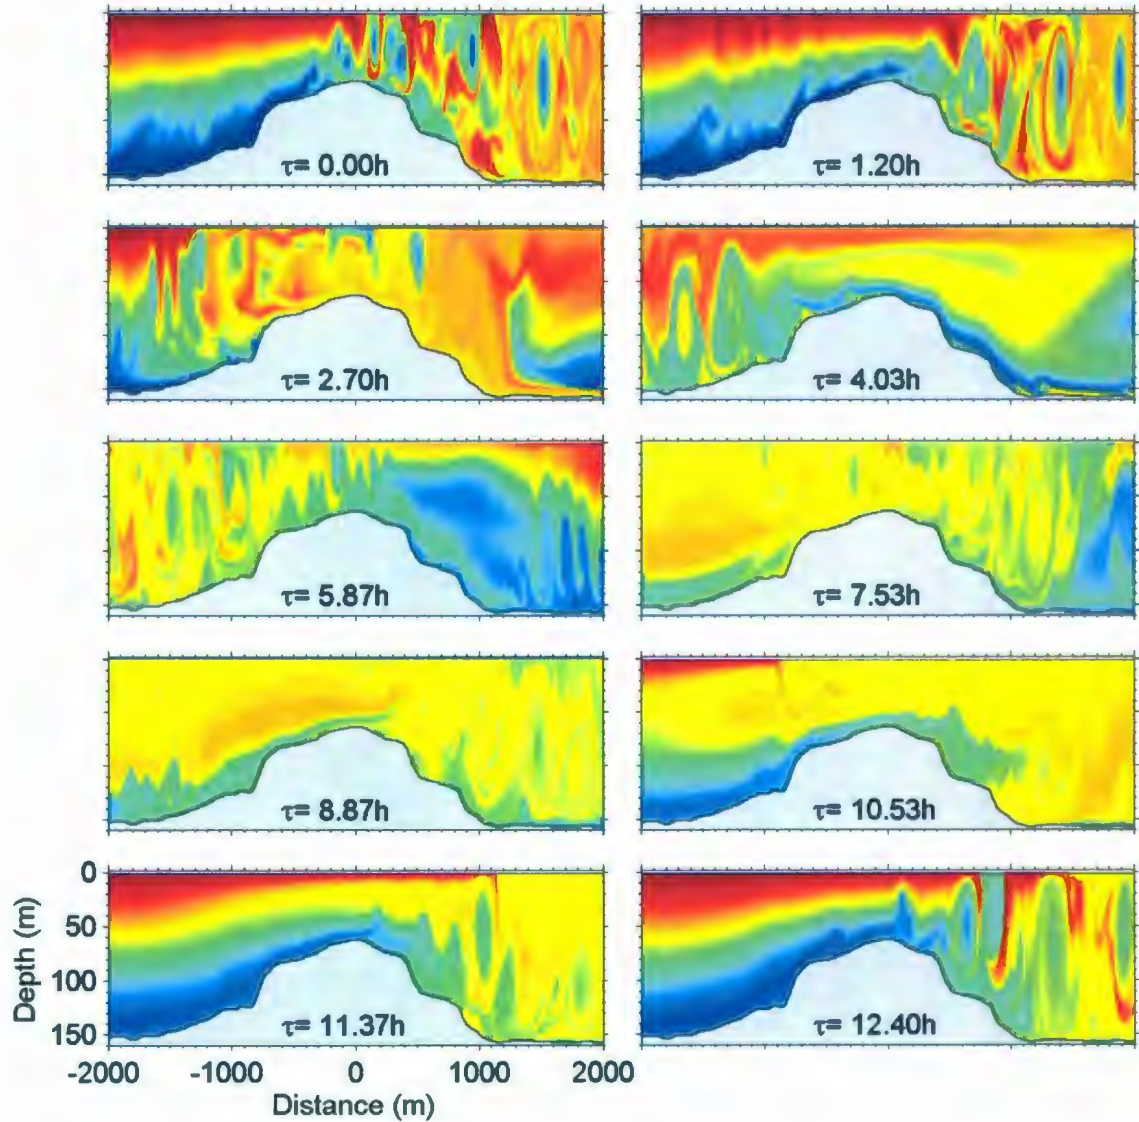 τ= 0.00h
τ= 1.20h
τ= 2.70h
τ= 4.03h
τ= 5.87h
τ= 7.53h
τ= 8.87h
τ= 10.53h
τ= 11.37h
τ= 12.40h
0
50
100
150
Depth (m)
-2000 -1000 0 1000 2000
Distance (m)